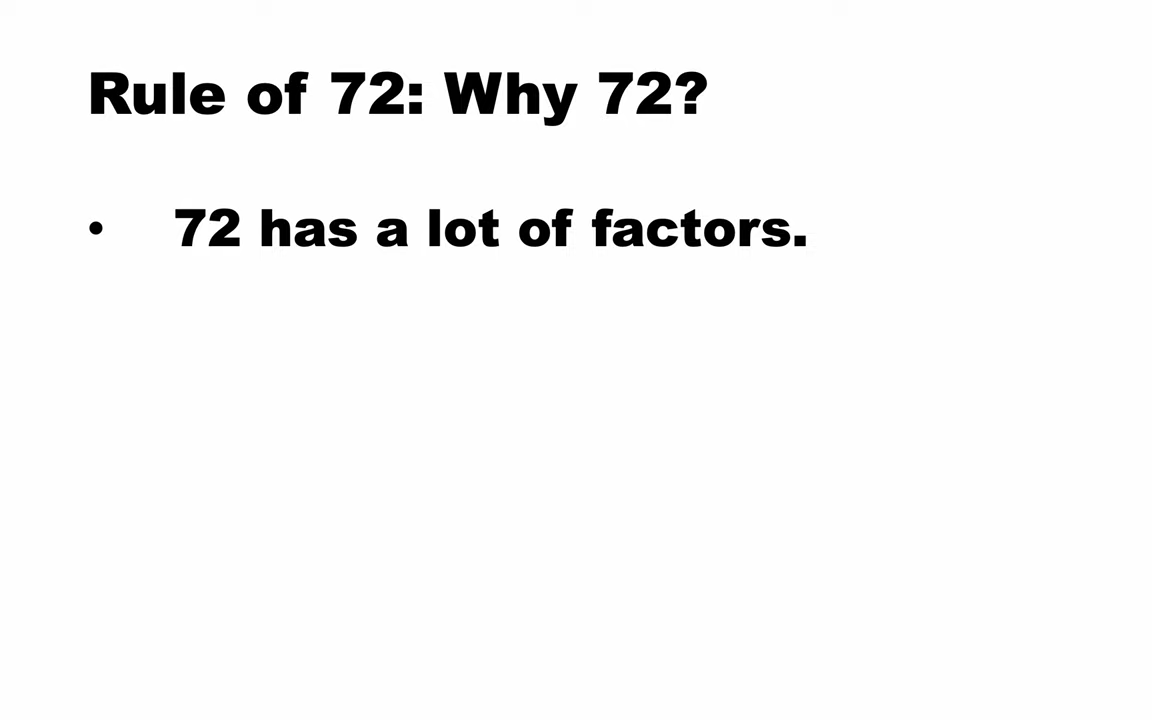 Rule of 72: Why 72?
• 72 has a lot of factors.